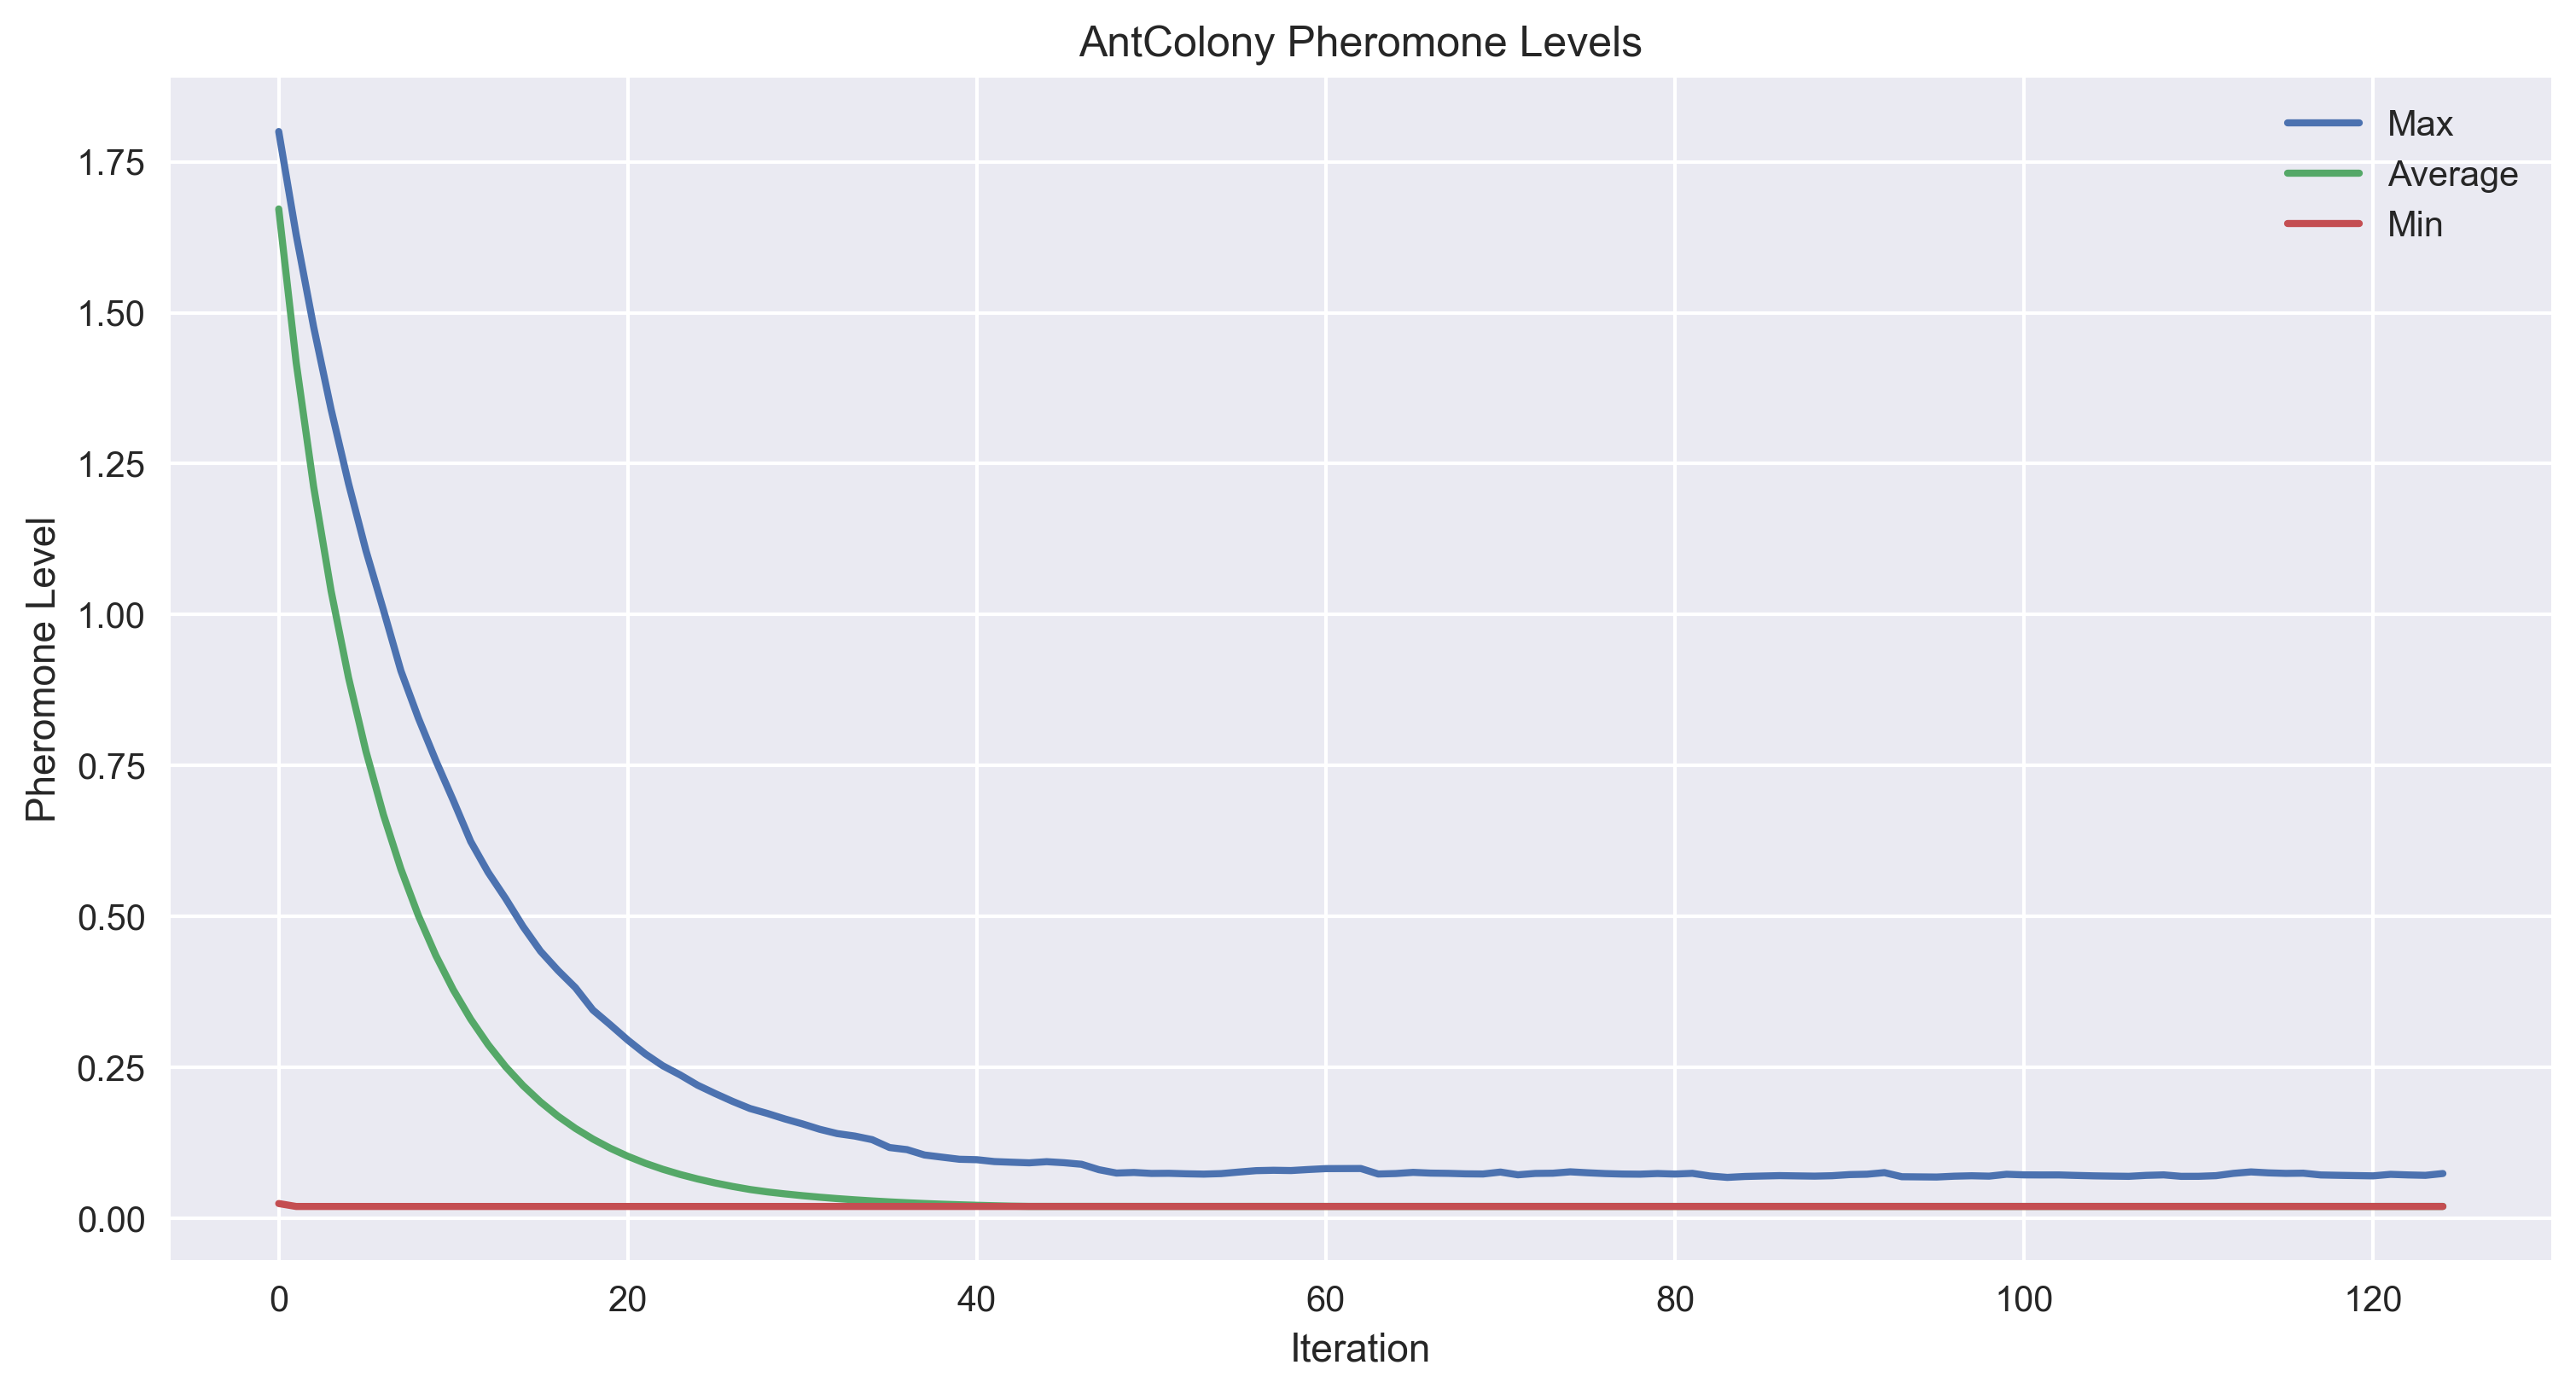 AntColony Pheromone Levels
Max
Average
Min
1.75
1.50
1.25
1.00
0.75
0.50
0.25
0.00
Pheromone Level
0 20 40 60 80 100 120
Iteration